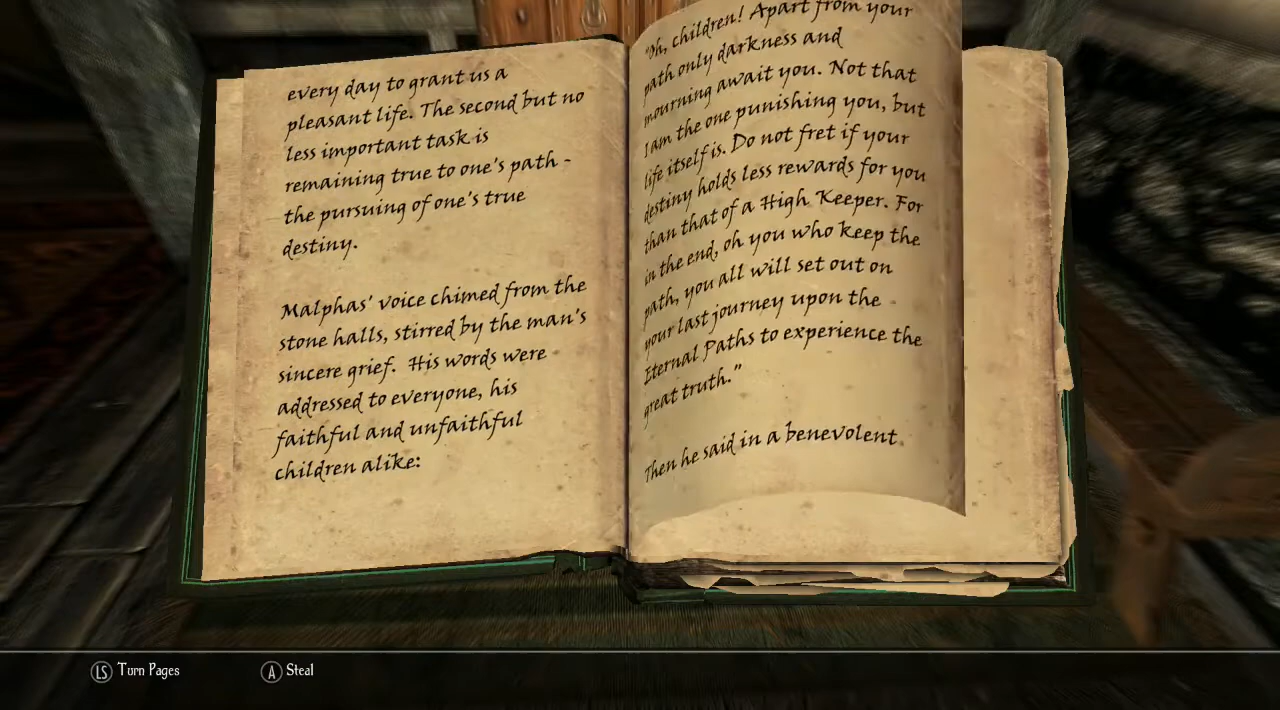 every day to grant us a
pleasant life. The second but no
less important task is
remaining true to one's path -
the pursuing of one's true
destiny.
Malphas' voice chimed from the
stone halls, stirred by the man's
sincere grief. His words were
addressed to everyone, his
faithful and unfaithful
children alike:
"Oh, children! Apart from your
path only darkness and
mourning await you. Not that
I am the one punishing you, but
life itself is. Do not fret if your
destiny holds less rewards for you
than that of a High Keeper. For
in the end, oh you who keep the
path, you all will set out on
your last journey upon the
Eternal Paths to experience the
great truth."
Then he said in a benevolent
LS Turn Pages
A Steal